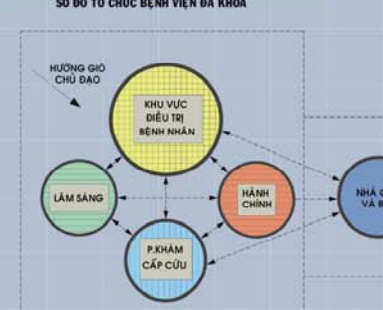 SƠ ĐỒ TỔ CHỨC BỆNH VIỆN ĐA KHOA
HƯỚNG GIÓ
CHỦ ĐẠO
KHU VỰC
ĐIỀU TRỊ
BỆNH NHÂN
LÂM SÀNG
HÀNH
CHÍNH
NHÀ
VÀ
P.KHÁM
CẤP CỨU